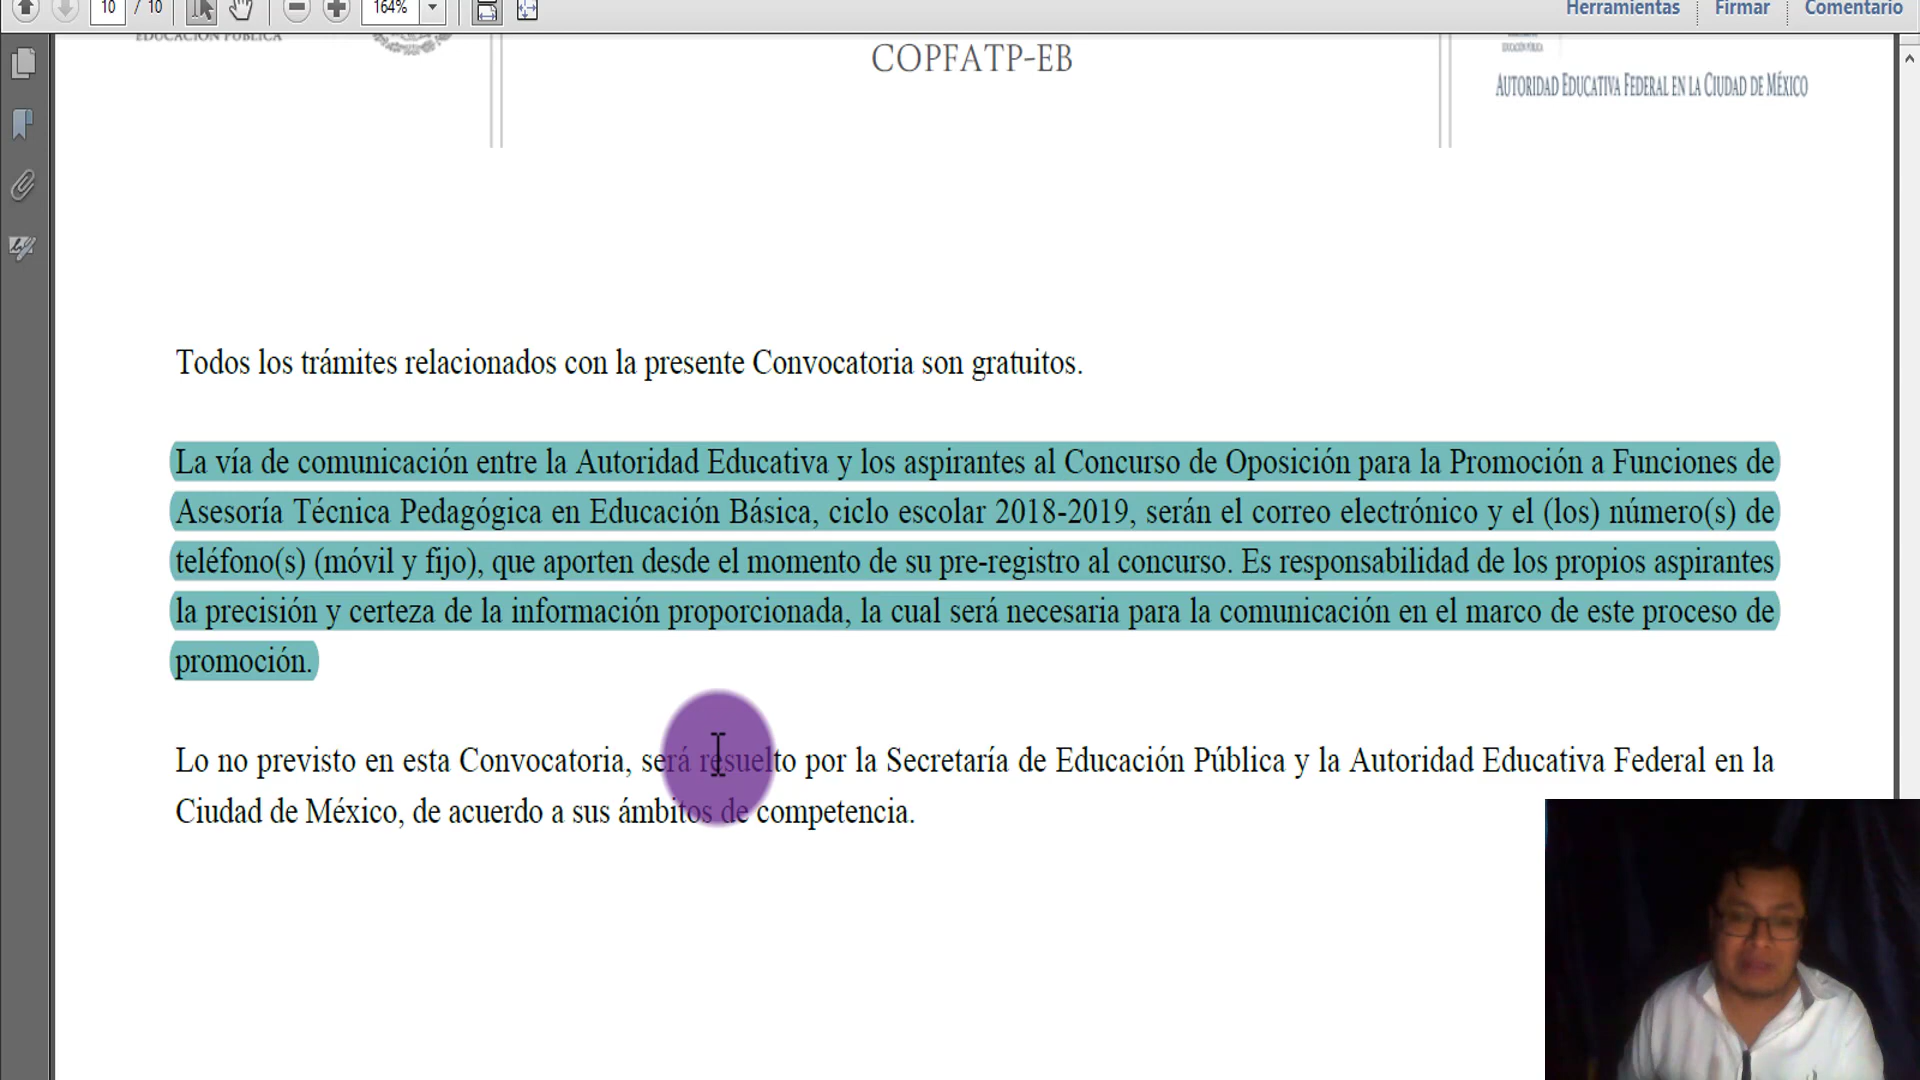 10 / 10 164% Herramientas Firmar Comentario
EDUCACIÓN PÚBLICA
COPFATP-EB
EDUCACIÓN PÚBLICA
AUTORIDAD EDUCATIVA FEDERAL EN LA CIUDAD DE MÉXICO
Todos los trámites relacionados con la presente Convocatoria son gratuitos.
La vía de comunicación entre la Autoridad Educativa y los aspirantes al Concurso de Oposición para la Promoción a Funciones de
Asesoría Técnica Pedagógica en Educación Básica, ciclo escolar 2018-2019, serán el correo electrónico y el (los) número(s) de
teléfono(s) (móvil y fijo), que aporten desde el momento de su pre-registro al concurso. Es responsabilidad de los propios aspirantes
la precisión y certeza de la información proporcionada, la cual será necesaria para la comunicación en el marco de este proceso de
promoción.
Lo no previsto en esta Convocatoria, será resuelto por la Secretaría de Educación Pública y la Autoridad Educativa Federal en la
Ciudad de México, de acuerdo a sus ámbitos de competencia.